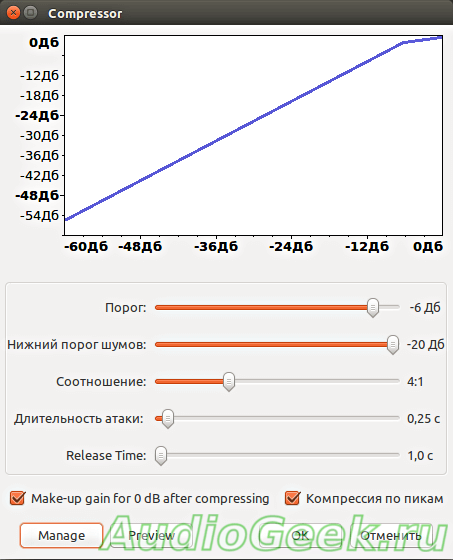 Compressor
0Дб
-12Дб
-18Дб
-24Дб
-30Дб
-36Дб
-42Дб
-48Дб
-54Дб
-60Дб -48Дб -36Дб -24Дб -12Дб 0Дб
Порог: -6 Дб
Нижний порог шумов: -20 Дб
Соотношение: 4:1
Длительность атаки: 0,25 с
Release Time: 1,0 с
Make-up gain for 0 dB after compressing Компрессия по пикам
Manage Preview OK Отменить
AudioGeek.ru